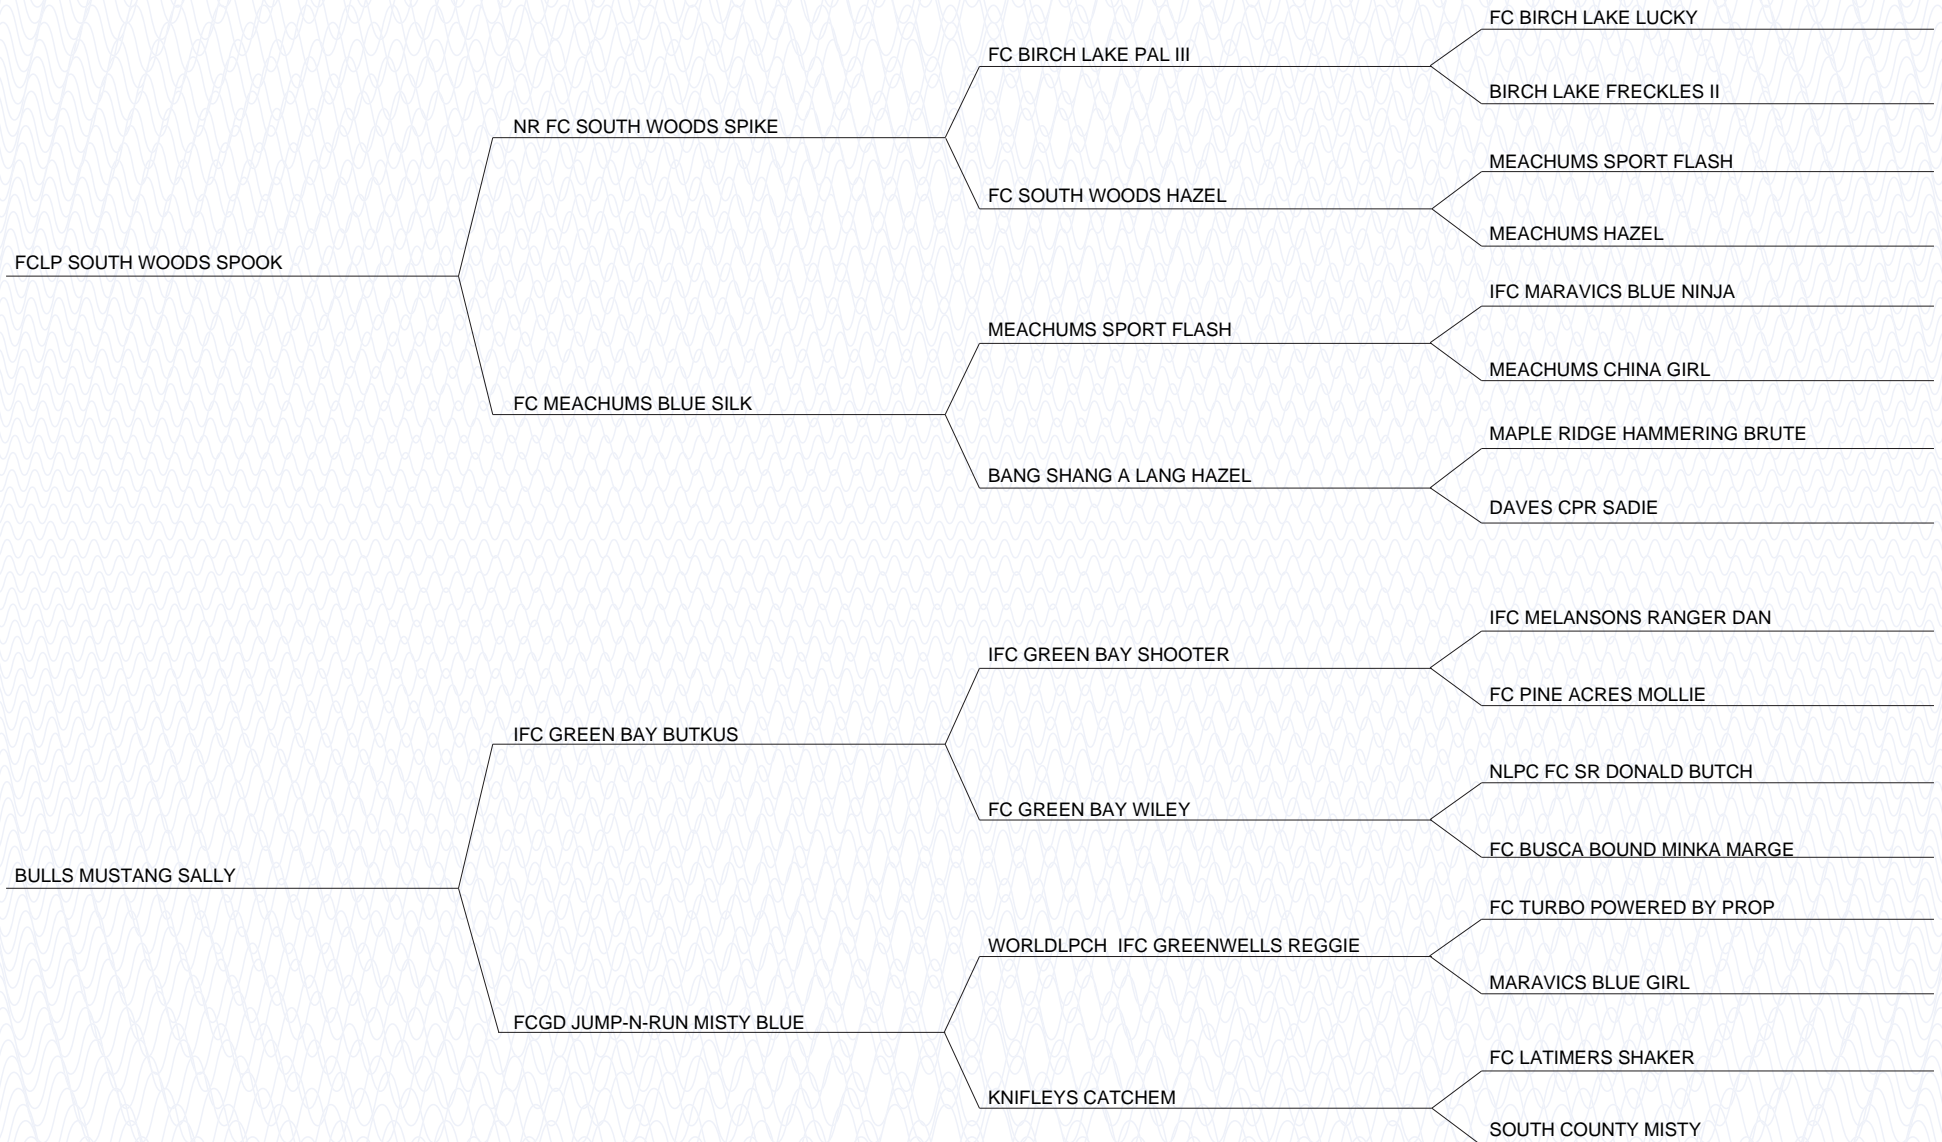 FC BIRCH LAKE LUCKY
FC BIRCH LAKE PAL III
BIRCH LAKE FRECKLES II
NR FC SOUTH WOODS SPIKE
MEACHUMS SPORT FLASH
FC SOUTH WOODS HAZEL
MEACHUMS HAZEL
FCLP SOUTH WOODS SPOOK
IFC MARAVICS BLUE NINJA
MEACHUMS SPORT FLASH
MEACHUMS CHINA GIRL
FC MEACHUMS BLUE SILK
MAPLE RIDGE HAMMERING BRUTE
BANG SHANG A LANG HAZEL
DAVES CPR SADIE
IFC MELANSONS RANGER DAN
IFC GREEN BAY SHOOTER
FC PINE ACRES MOLLIE
IFC GREEN BAY BUTKUS
NLPC FC SR DONALD BUTCH
FC GREEN BAY WILEY
FC BUSCA BOUND MINKA MARGE
BULLS MUSTANG SALLY
FC TURBO POWERED BY PROP
WORLDLPCH  IFC GREENWELLS REGGIE
MARAVICS BLUE GIRL
FCGD JUMP-N-RUN MISTY BLUE
FC LATIMERS SHAKER
KNIFLEYS CATCHEM
SOUTH COUNTY MISTY